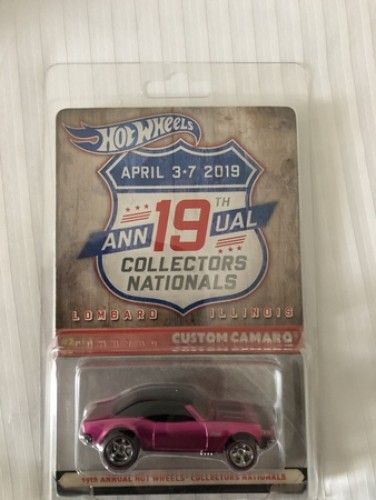 HOT WHEELS
APRIL 3•7 2019
ANN 19TH UAL
COLLECTORS
NATIONALS
LOMBARD ILLINOIS
CUSTOM CAMARO
19TH ANNUAL HOT WHEELS COLLECTORS NATIONALS